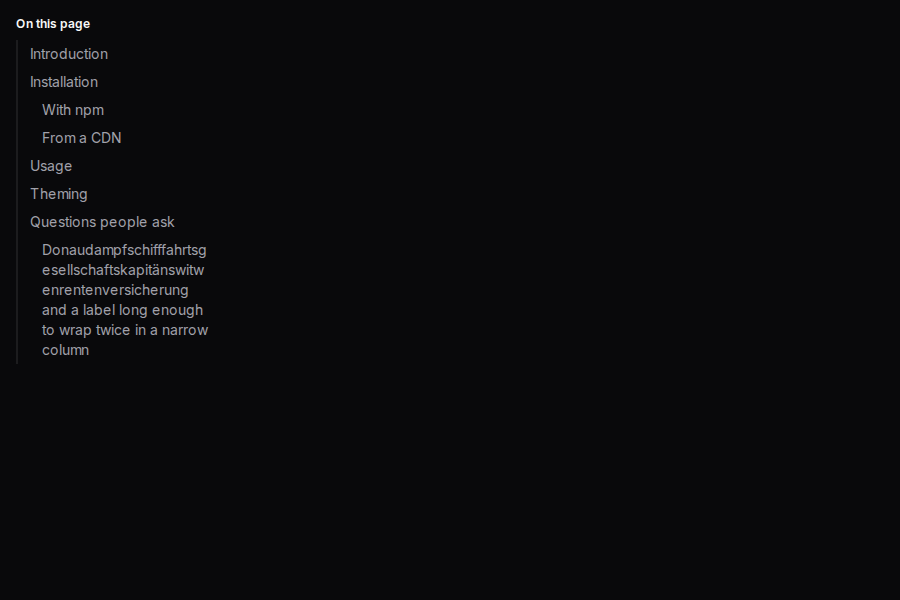 On this page
Introduction
Installation
With npm
From a CDN
Usage
Theming
Questions people ask
Donaudampfschifffahrtsg
esellschaftskapitänswitw
enrentenversicherung
and a label long enough
to wrap twice in a narrow
column